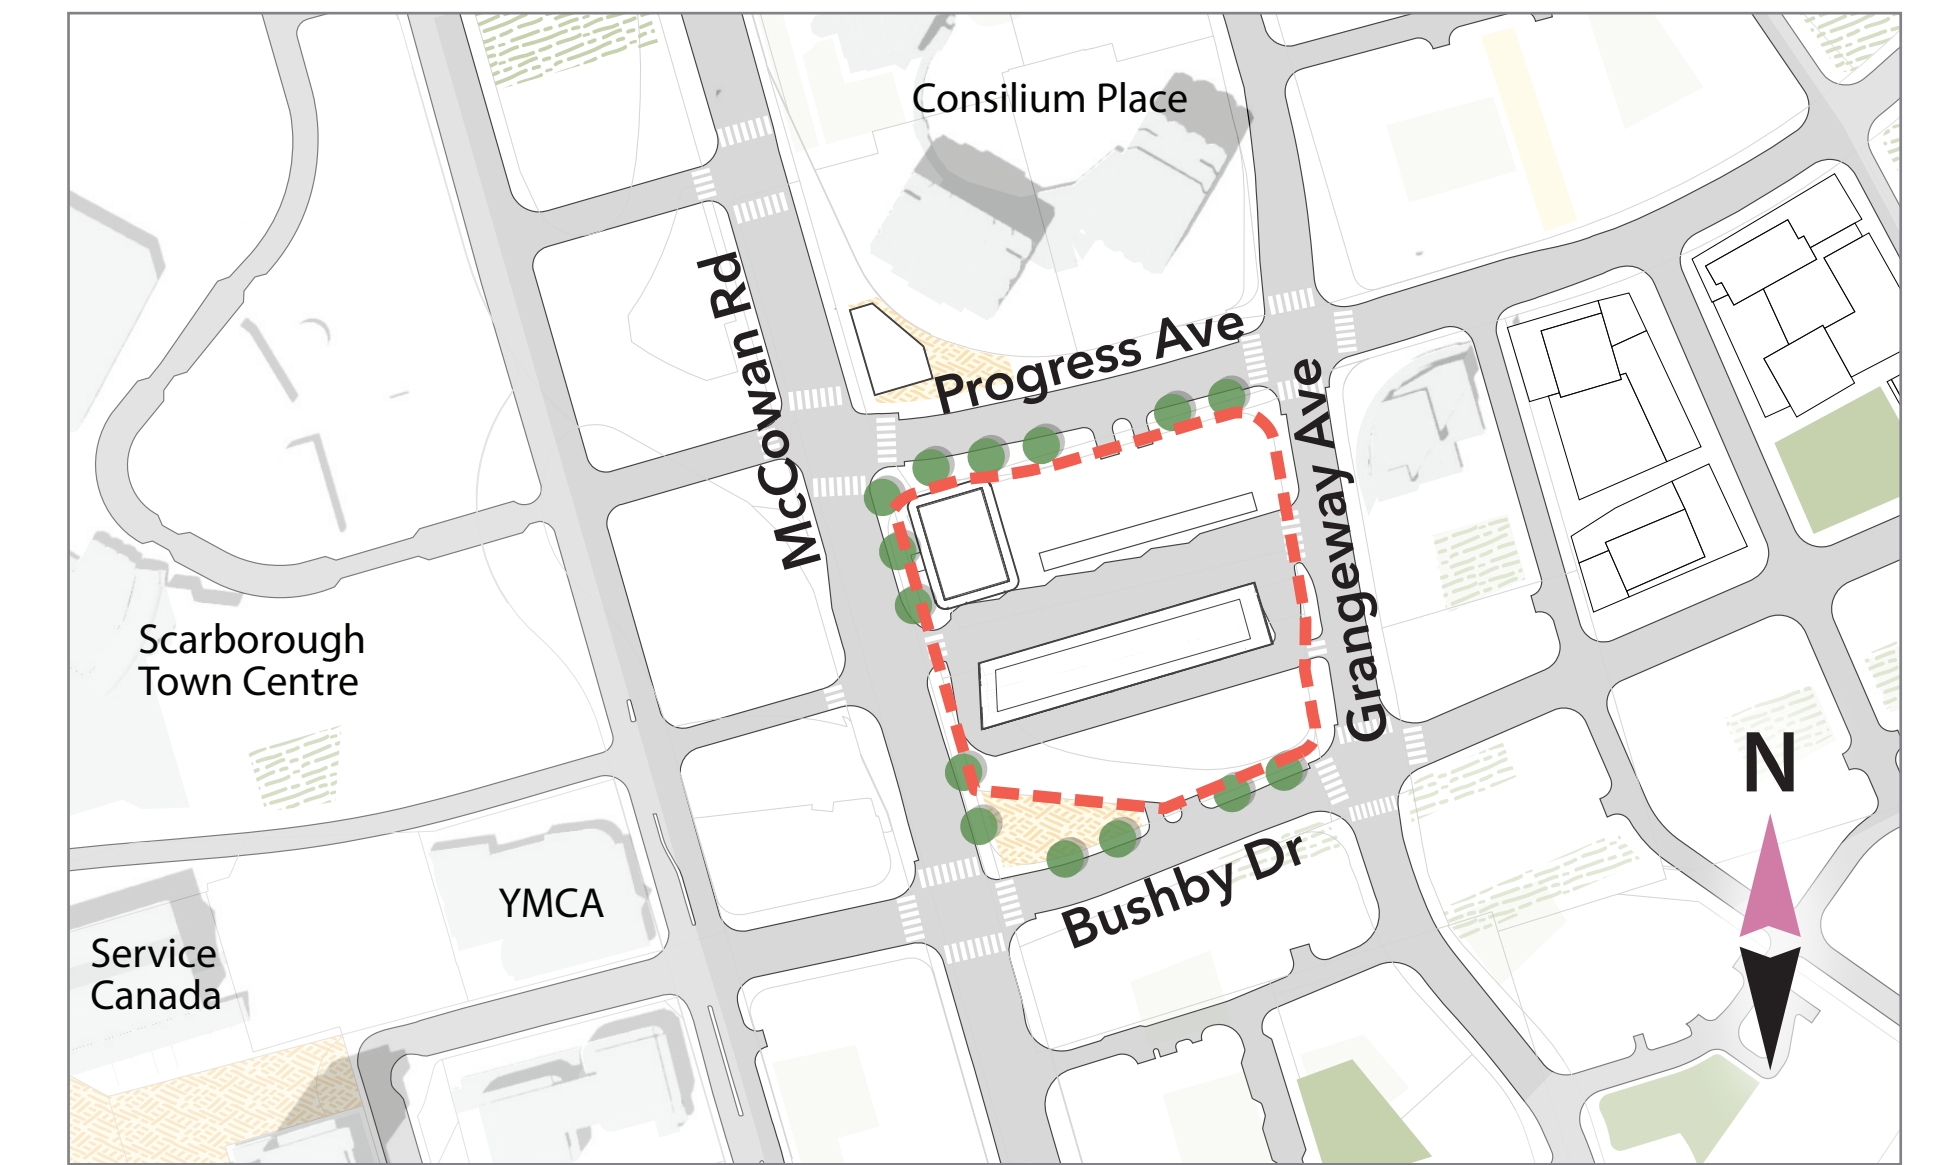 Consilium Place
McCowan Rd
Progress Ave
Grangeway Ave
Scarborough
Town Centre
N
Bushby Dr
YMCA
Service
Canada